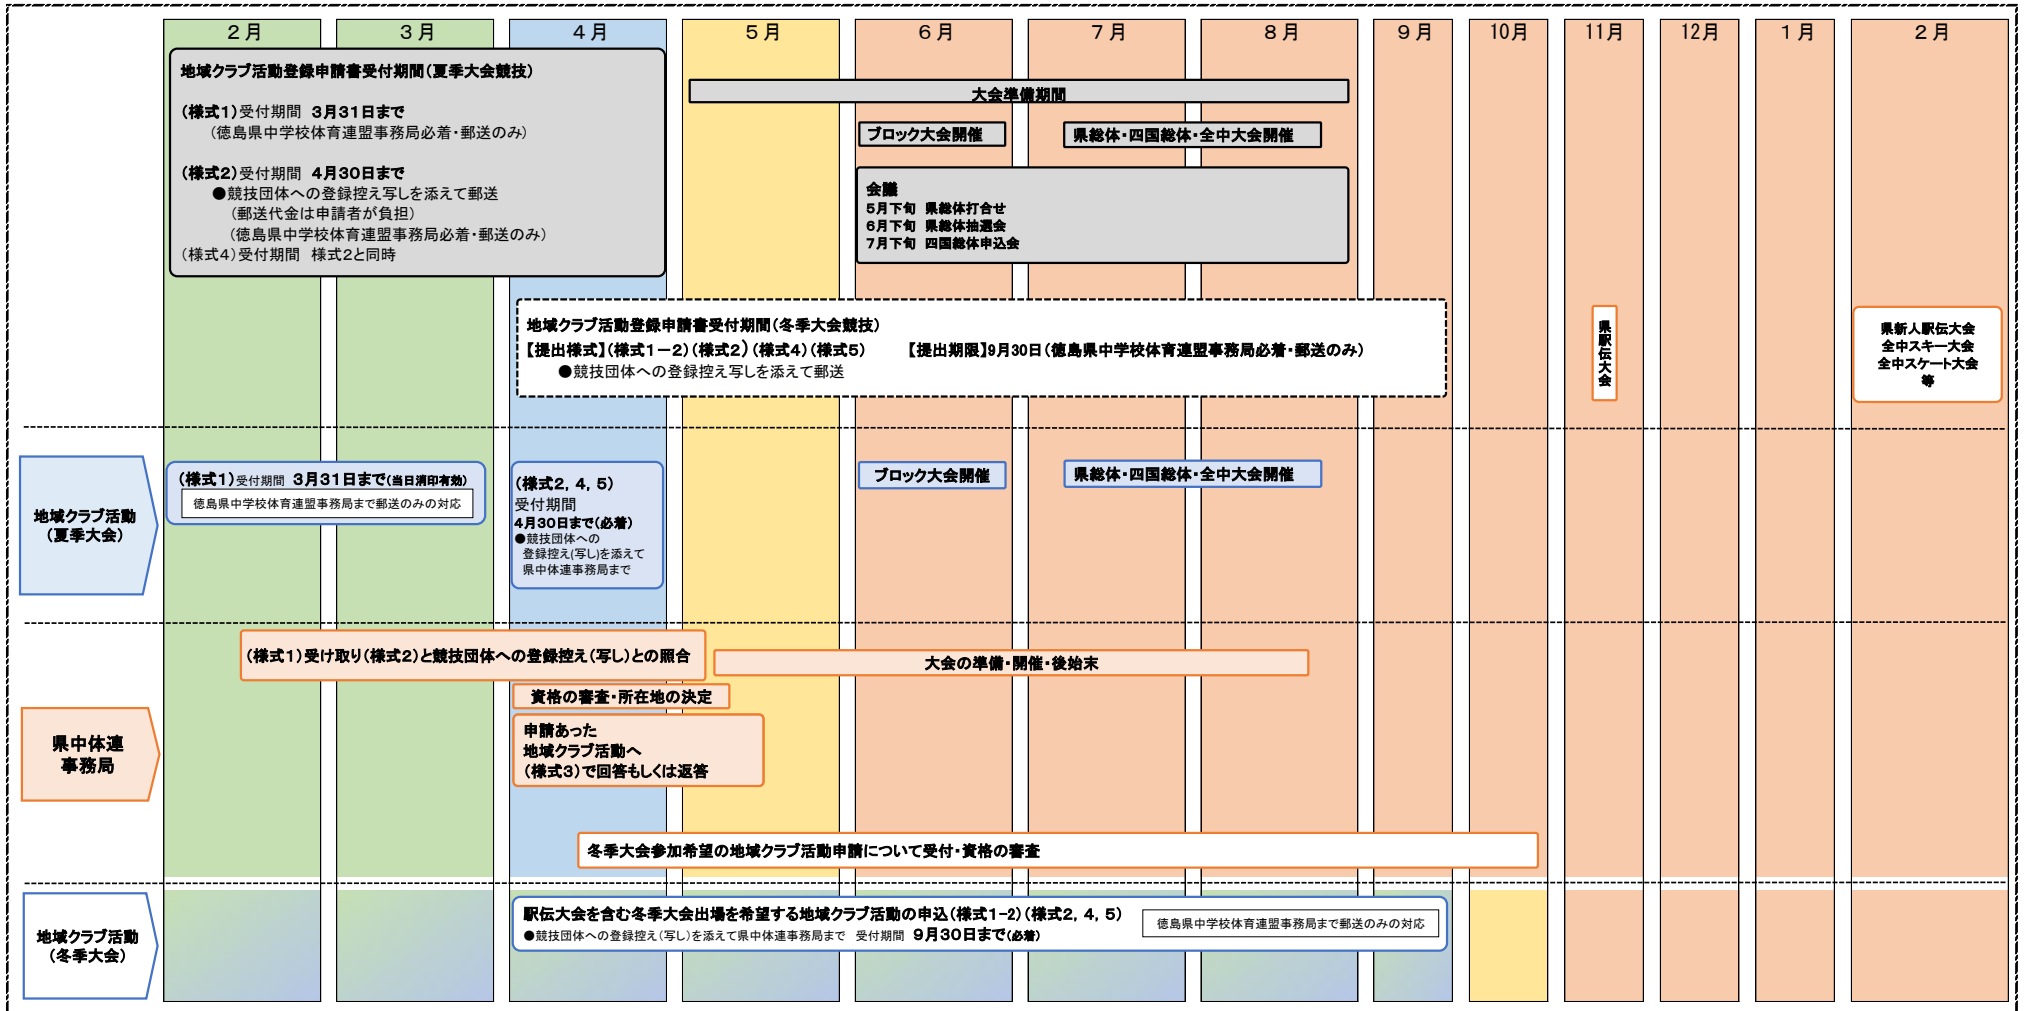 2月 3月 4月 5月 6月 7月 8月 9月 10月 11月 12月 1月 2月
地域クラブ活動登録申請書受付期間(夏季大会競技)
(様式1)受付期間 3月31日まで
(徳島県中学校体育連盟事務局必着・郵送のみ)
(様式2)受付期間 4月30日まで
●競技団体への登録控え写しを添えて郵送
(郵送代金は申請者が負担)
(徳島県中学校体育連盟事務局必着・郵送のみ)
(様式4)受付期間 様式2と同時
大会準備期間
ブロック大会開催
県総体・四国総体・全中大会開催
会議
5月下旬 県総体打合せ
6月下旬 県総体抽選会
7月下旬 四国総体申込会
地域クラブ活動登録申請書受付期間(冬季大会競技)
【提出様式】(様式1ー2)(様式2)(様式4)(様式5) 【提出期限】9月30日(徳島県中学校体育連盟事務局必着・郵送のみ)
●競技団体への登録控え写しを添えて郵送
県駅伝大会
県新人駅伝大会
全中スキー大会
全中スケート大会
等
地域クラブ活動
(夏季大会)
(様式1)受付期間 3月31日まで(当日消印有効)
徳島県中学校体育連盟事務局まで郵送のみの対応
(様式2, 4, 5)
受付期間
4月30日まで(必着)
●競技団体への
登録控え(写し)を添えて
県中体連事務局まで
ブロック大会開催
県総体・四国総体・全中大会開催
県中体連
事務局
(様式1)受け取り(様式2)と競技団体への登録控え(写し)との照合
大会の準備・開催・後始末
資格の審査・所在地の決定
申請あった
地域クラブ活動へ
(様式3)で回答もしくは返答
冬季大会参加希望の地域クラブ活動申請について受付・資格の審査
地域クラブ活動
(冬季大会)
駅伝大会を含む冬季大会出場を希望する地域クラブ活動の申込(様式1-2)(様式2, 4, 5)
●競技団体への登録控え(写し)を添えて県中体連事務局まで 受付期間 9月30日まで(必着)
徳島県中学校体育連盟事務局まで郵送のみの対応